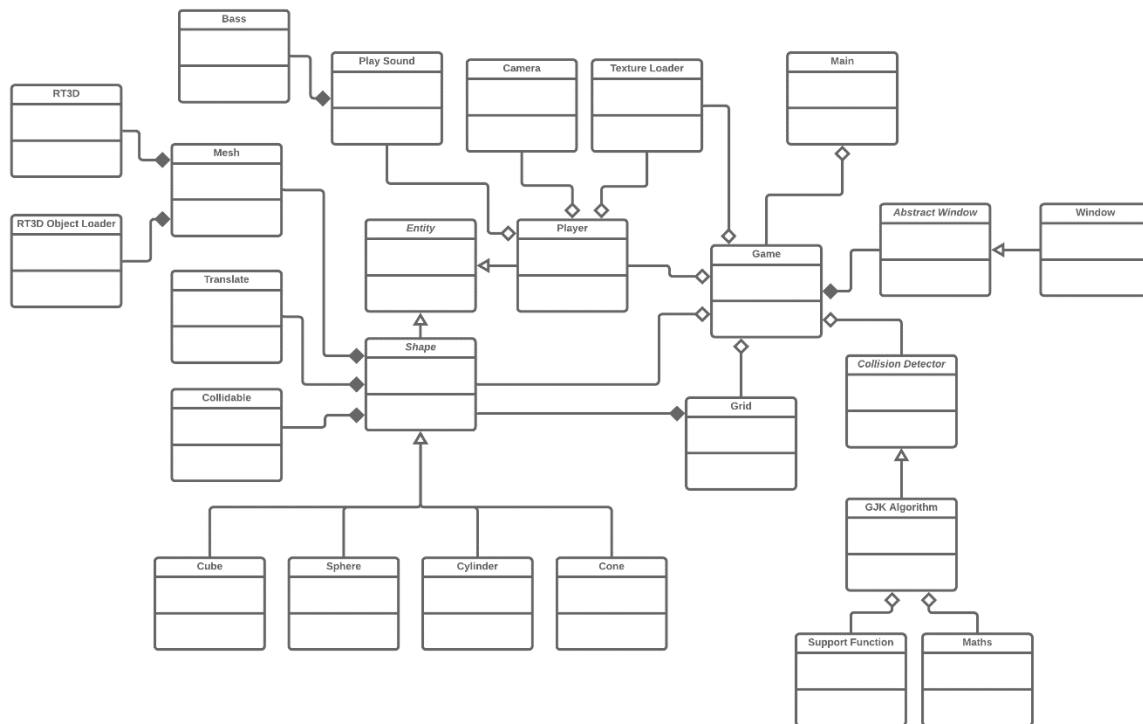 Bass
Play Sound
Camera
Texture Loader
Main
RT3D
Mesh
RT3D Object Loader
Entity
Player
Game
Abstract Window
Window
Translate
Shape
Collision Detector
Collidable
Grid
GJK Algorithm
Cube
Sphere
Cylinder
Cone
Support Function
Maths